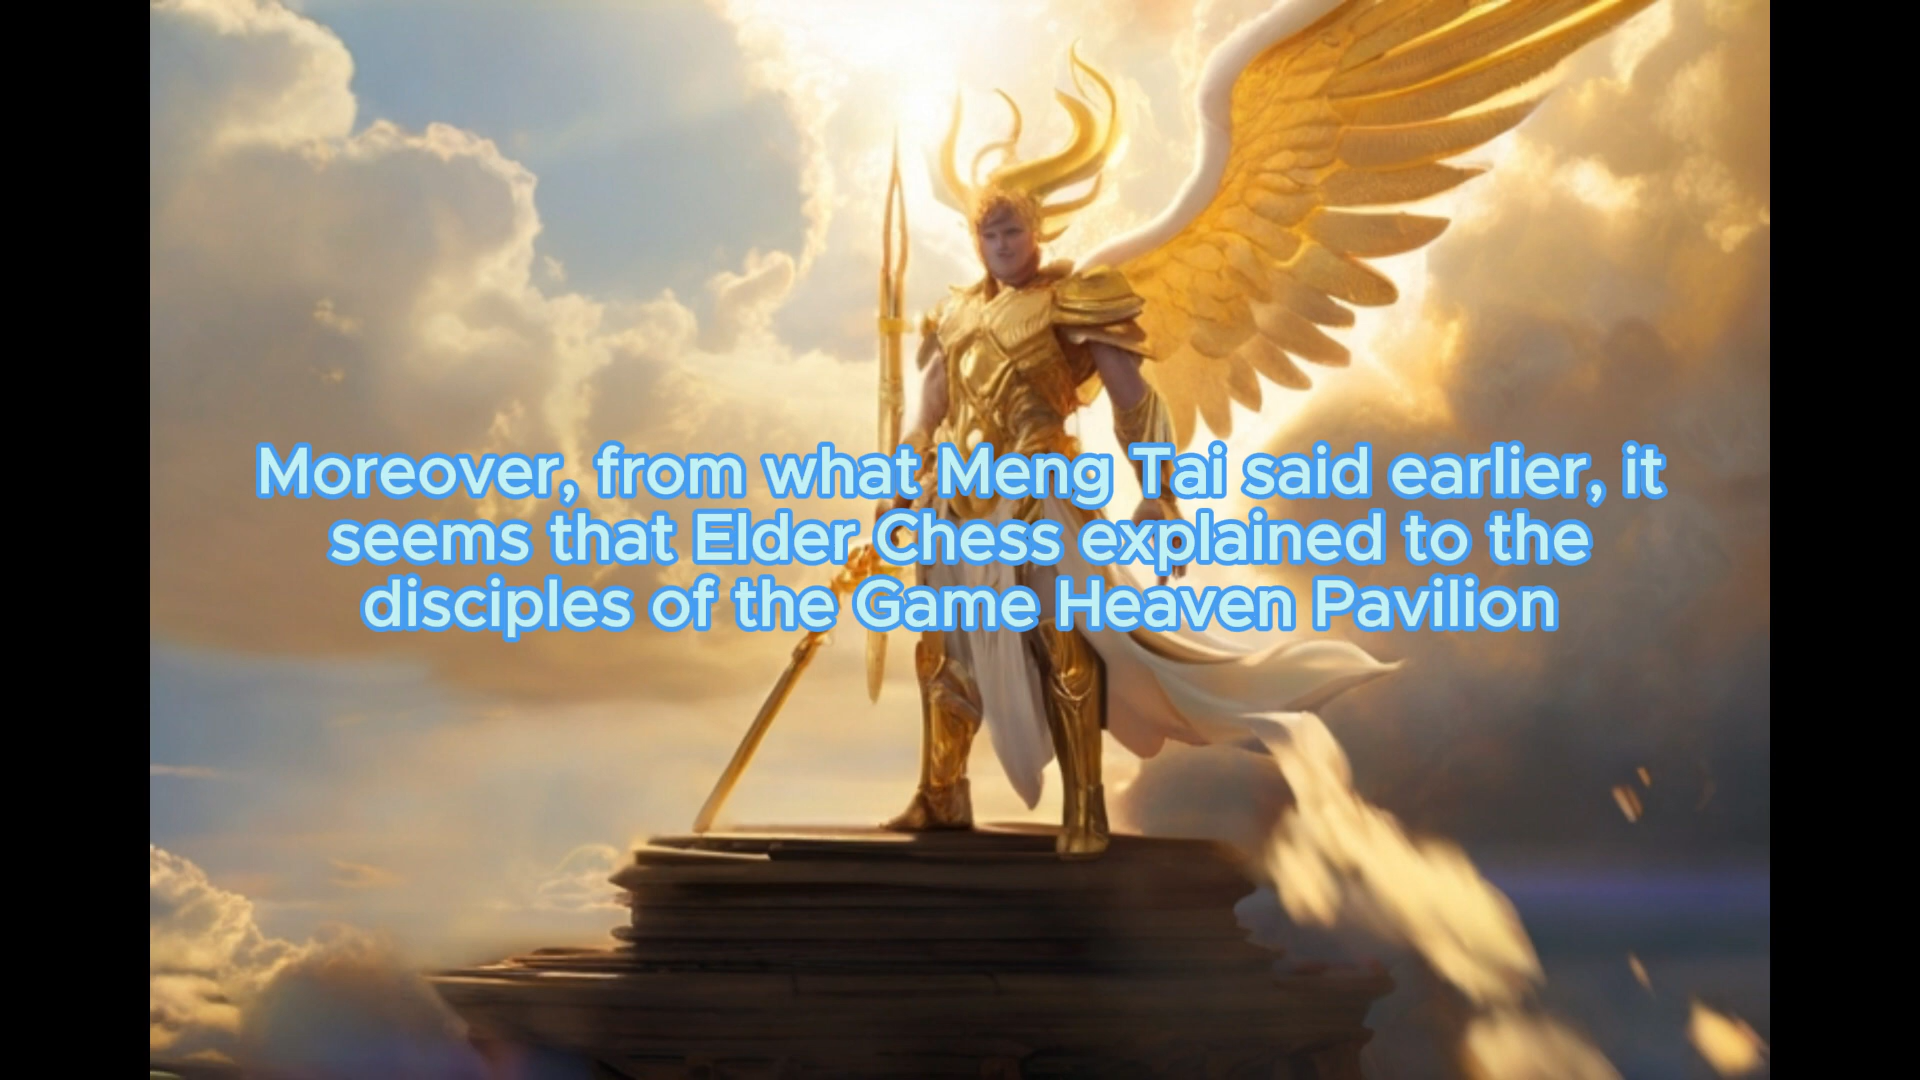 Moreover, from what Meng Tai said earlier, it
seems that Elder Chess explained to the
disciples of the Game Heaven Pavilion